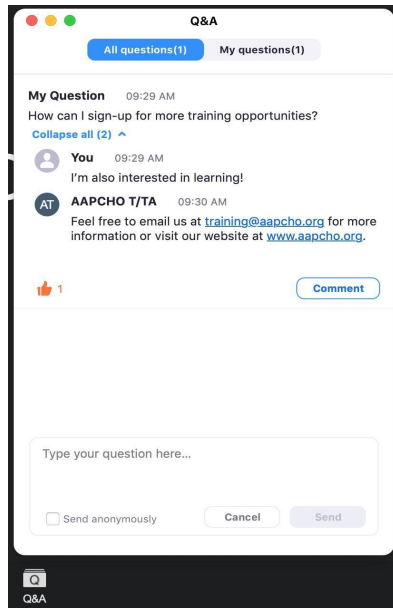 Q&A
All questions(1) My questions(1)
My Question 09:29 AM
How can I sign-up for more training opportunities?
Collapse all (2)
You 09:29 AM
I'm also interested in learning!
AT AAPCHO T/TA 09:30 AM
Feel free to email us at training@aapcho.org for more
information or visit our website at www.aapcho.org.
1 Comment
Type your question here...
Send anonymously Cancel Send
Q
Q&A